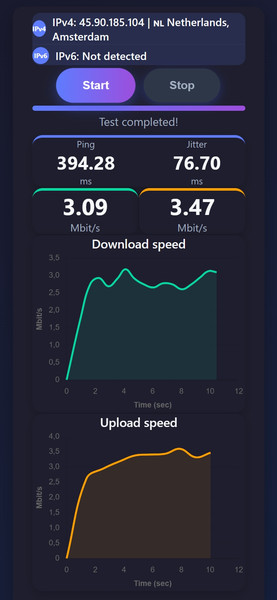 IPv4 IPv4: 45.90.185.104 | NL Netherlands,
Amsterdam
IPv6 IPv6: Not detected
Start Stop
Test completed!
Ping Jitter
394.28 76.70
ms ms
3.09 3.47
Mbit/s Mbit/s
Download speed
3,5
3,0
2,5
2,0
1,5
1,0
0,5
0
Mbit/s
0 2 4 6 8 10 12
Time (sec)
Upload speed
4,0
3,5
3,0
2,5
2,0
1,5
1,0
0,5
0
Mbit/s
0 2 4 6 8 10 12
Time (sec)